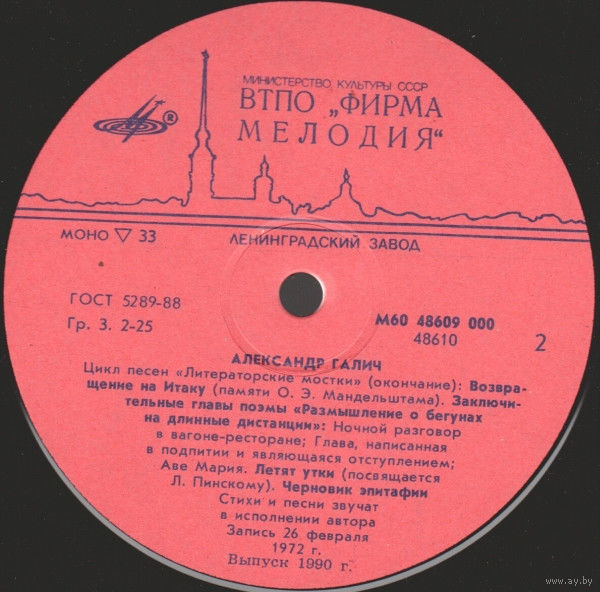 МИНИСТЕРСТВО КУЛЬТУРЫ СССР
ВТПО „ФИРМА
МЕЛОДИЯ“
®
МОНО ▽ 33
ЛЕНИНГРАДСКИЙ ЗАВОД
ГОСТ 5289-88
Гр. 3. 2-25
М60 48609 000
48610
2
АЛЕКСАНДР ГАЛИЧ
Цикл песен «Литераторские мостки» (окончание): Возвра-
щение на Итаку (памяти О. Э. Мандельштама). Заключи-
тельные главы поэмы «Размышление о бегунах
на длинные дистанции»: Ночной разговор
в вагоне-ресторане; Глава, написанная
в подпитии и являющаяся отступлением;
Аве Мария. Летят утки (посвящается
Л. Пинскому). Черновик эпитафии
Стихи и песни звучат
в исполнении автора
Запись 26 февраля
1972 г.
Выпуск 1990 г.
www.ay.by